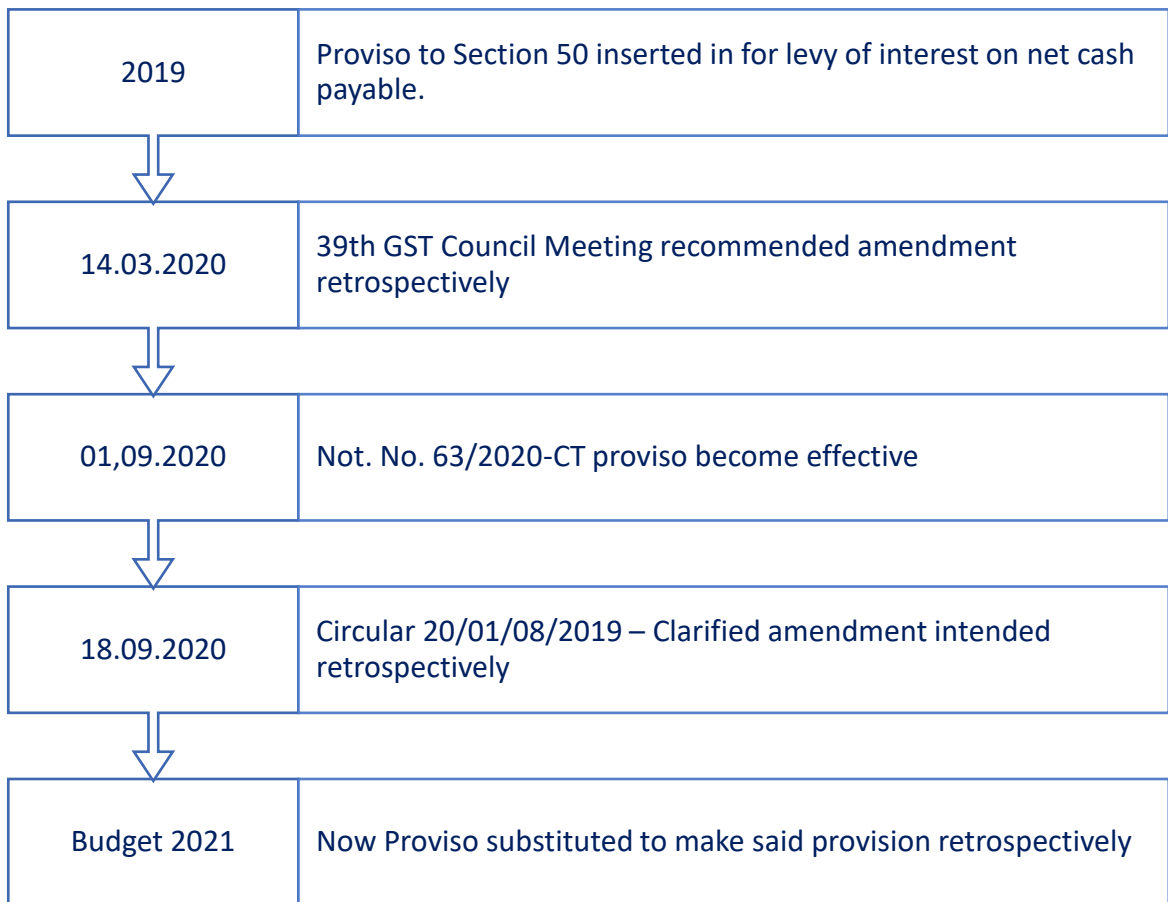 2019
Proviso to Section 50 inserted in for levy of interest on net cash
payable.
14.03.2020
39th GST Council Meeting recommended amendment
retrospectively
01,09.2020
Not. No. 63/2020-CT proviso become effective
18.09.2020
Circular 20/01/08/2019 – Clarified amendment intended
retrospectively
Budget 2021
Now Proviso substituted to make said provision retrospectively